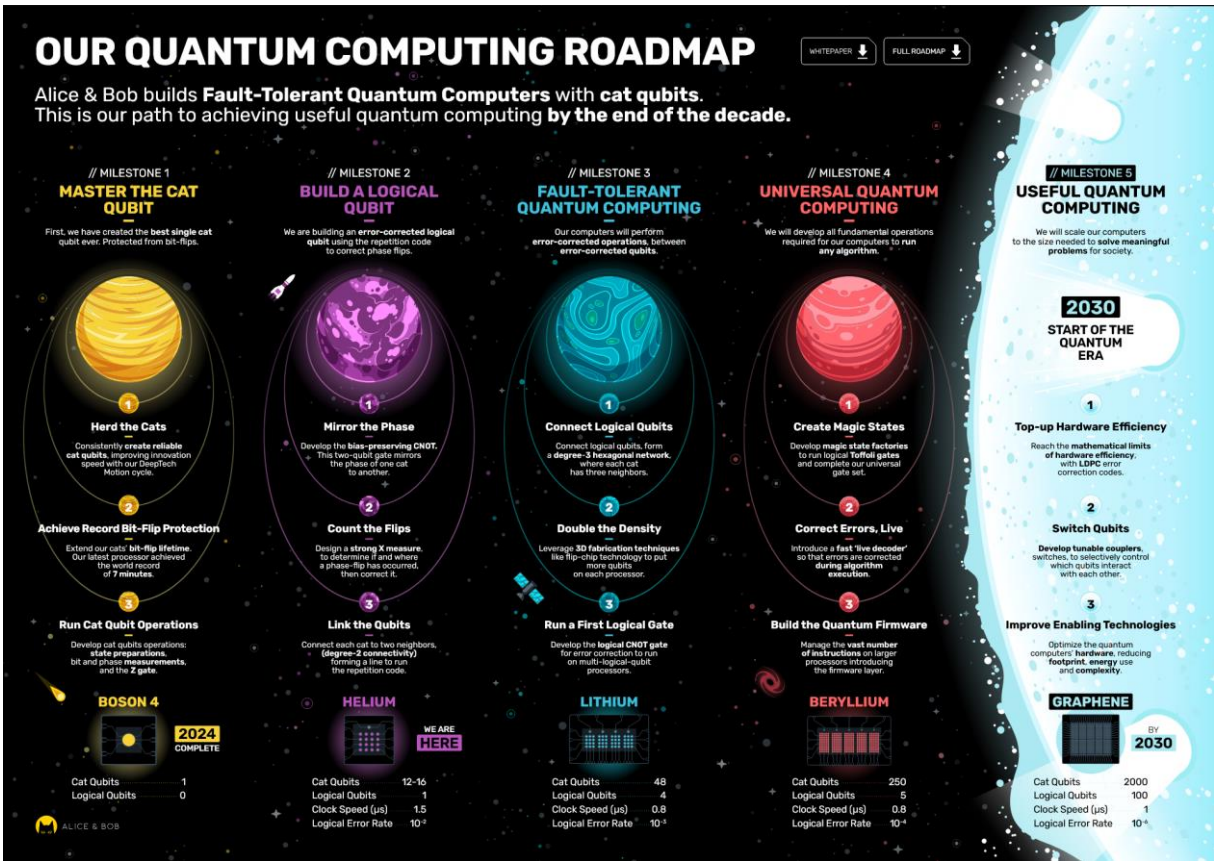 OUR QUANTUM COMPUTING ROADMAP
WHITEPAPER
FULL ROADMAP
Alice & Bob builds Fault-Tolerant Quantum Computers with cat qubits.
This is our path to achieving useful quantum computing by the end of the decade.
// MILESTONE 1
MASTER THE CAT
QUBIT
First, we have created the best single cat
qubit ever. Protected from bit-flips.
1
Herd the Cats
Consistently create reliable
cat qubits, improving innovation
speed with our DeepTech
Motion cycle.
2
Achieve Record Bit-Flip Protection
Extend our cats' bit-flip lifetime.
Our latest processor achieved
the world record
of 7 minutes.
3
Run Cat Qubit Operations
Develop cat qubits operations:
state preparations,
bit and phase measurements,
and the Z gate.
BOSON 4
2024
COMPLETE
Cat Qubits 1
Logical Qubits 0
ALICE & BOB
// MILESTONE 2
BUILD A LOGICAL
QUBIT
We are building an error-corrected logical
qubit using the repetition code
to correct phase flips.
1
Mirror the Phase
Develop the bias-preserving CNOT.
This two-qubit gate mirrors
the phase of one cat
to another.
2
Count the Flips
Design a strong X measure,
to determine if and where
a phase-flip has occurred,
then correct it.
3
Link the Qubits
Connect each cat to two neighbors,
(degree-2 connectivity)
forming a line to run
the repetition code.
HELIUM
WE ARE
HERE
Cat Qubits 12-16
Logical Qubits 1
Clock Speed (µs) 1.5
Logical Error Rate 10⁻²
// MILESTONE 3
FAULT-TOLERANT
QUANTUM COMPUTING
Our computers will perform
error-corrected operations, between
error-corrected qubits.
1
Connect Logical Qubits
Connect logical qubits, form
a degree-3 hexagonal network,
where each cat
has three neighbors.
2
Double the Density
Leverage 3D fabrication techniques
like flip-chip technology to put
more qubits
on each processor.
3
Run a First Logical Gate
Develop the logical CNOT gate
for error correction to run
on multi-logical-qubit
processors.
LITHIUM
Cat Qubits 48
Logical Qubits 4
Clock Speed (µs) 0.8
Logical Error Rate 10⁻³
// MILESTONE 4
UNIVERSAL QUANTUM
COMPUTING
We will develop all fundamental operations
required for our computers to run
any algorithm.
1
Create Magic States
Develop magic state factories
to run logical Toffoli gates
and complete our universal
gate set.
2
Correct Errors, Live
Introduce a fast 'live decoder'
so that errors are corrected
during algorithm
execution.
3
Build the Quantum Firmware
Manage the vast number
of instructions on larger
processors introducing
the firmware layer.
BERYLLIUM
Cat Qubits 250
Logical Qubits 5
Clock Speed (µs) 0.8
Logical Error Rate 10⁻⁴
// MILESTONE 5
USEFUL QUANTUM
COMPUTING
We will scale our computers
to the size needed to solve meaningful
problems for society.
2030
START OF THE
QUANTUM
ERA
1
Top-up Hardware Efficiency
Reach the mathematical limits
of hardware efficiency,
with LDPC error
correction codes.
2
Switch Qubits
Develop tunable couplers,
switches, to selectively control
which qubits interact
with each other.
3
Improve Enabling Technologies
Optimize the quantum
computers' hardware, reducing
footprint, energy use
and complexity.
GRAPHENE
BY
2030
Cat Qubits 2000
Logical Qubits 100
Clock Speed (µs) 1
Logical Error Rate 10⁻⁶